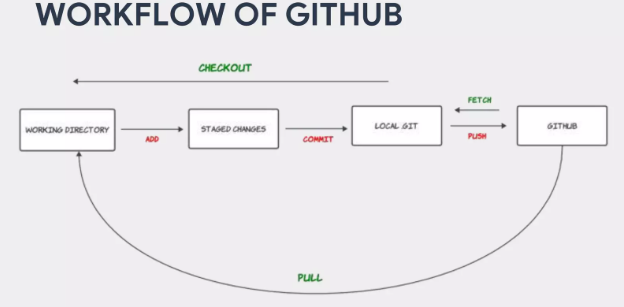 WORKFLOW OF GITHUB
CHECKOUT
FETCH
WORKING DIRECTORY
STAGED CHANGES
LOCAL GIT
GITHUB
ADD
COMMIT
PUSH
PULL